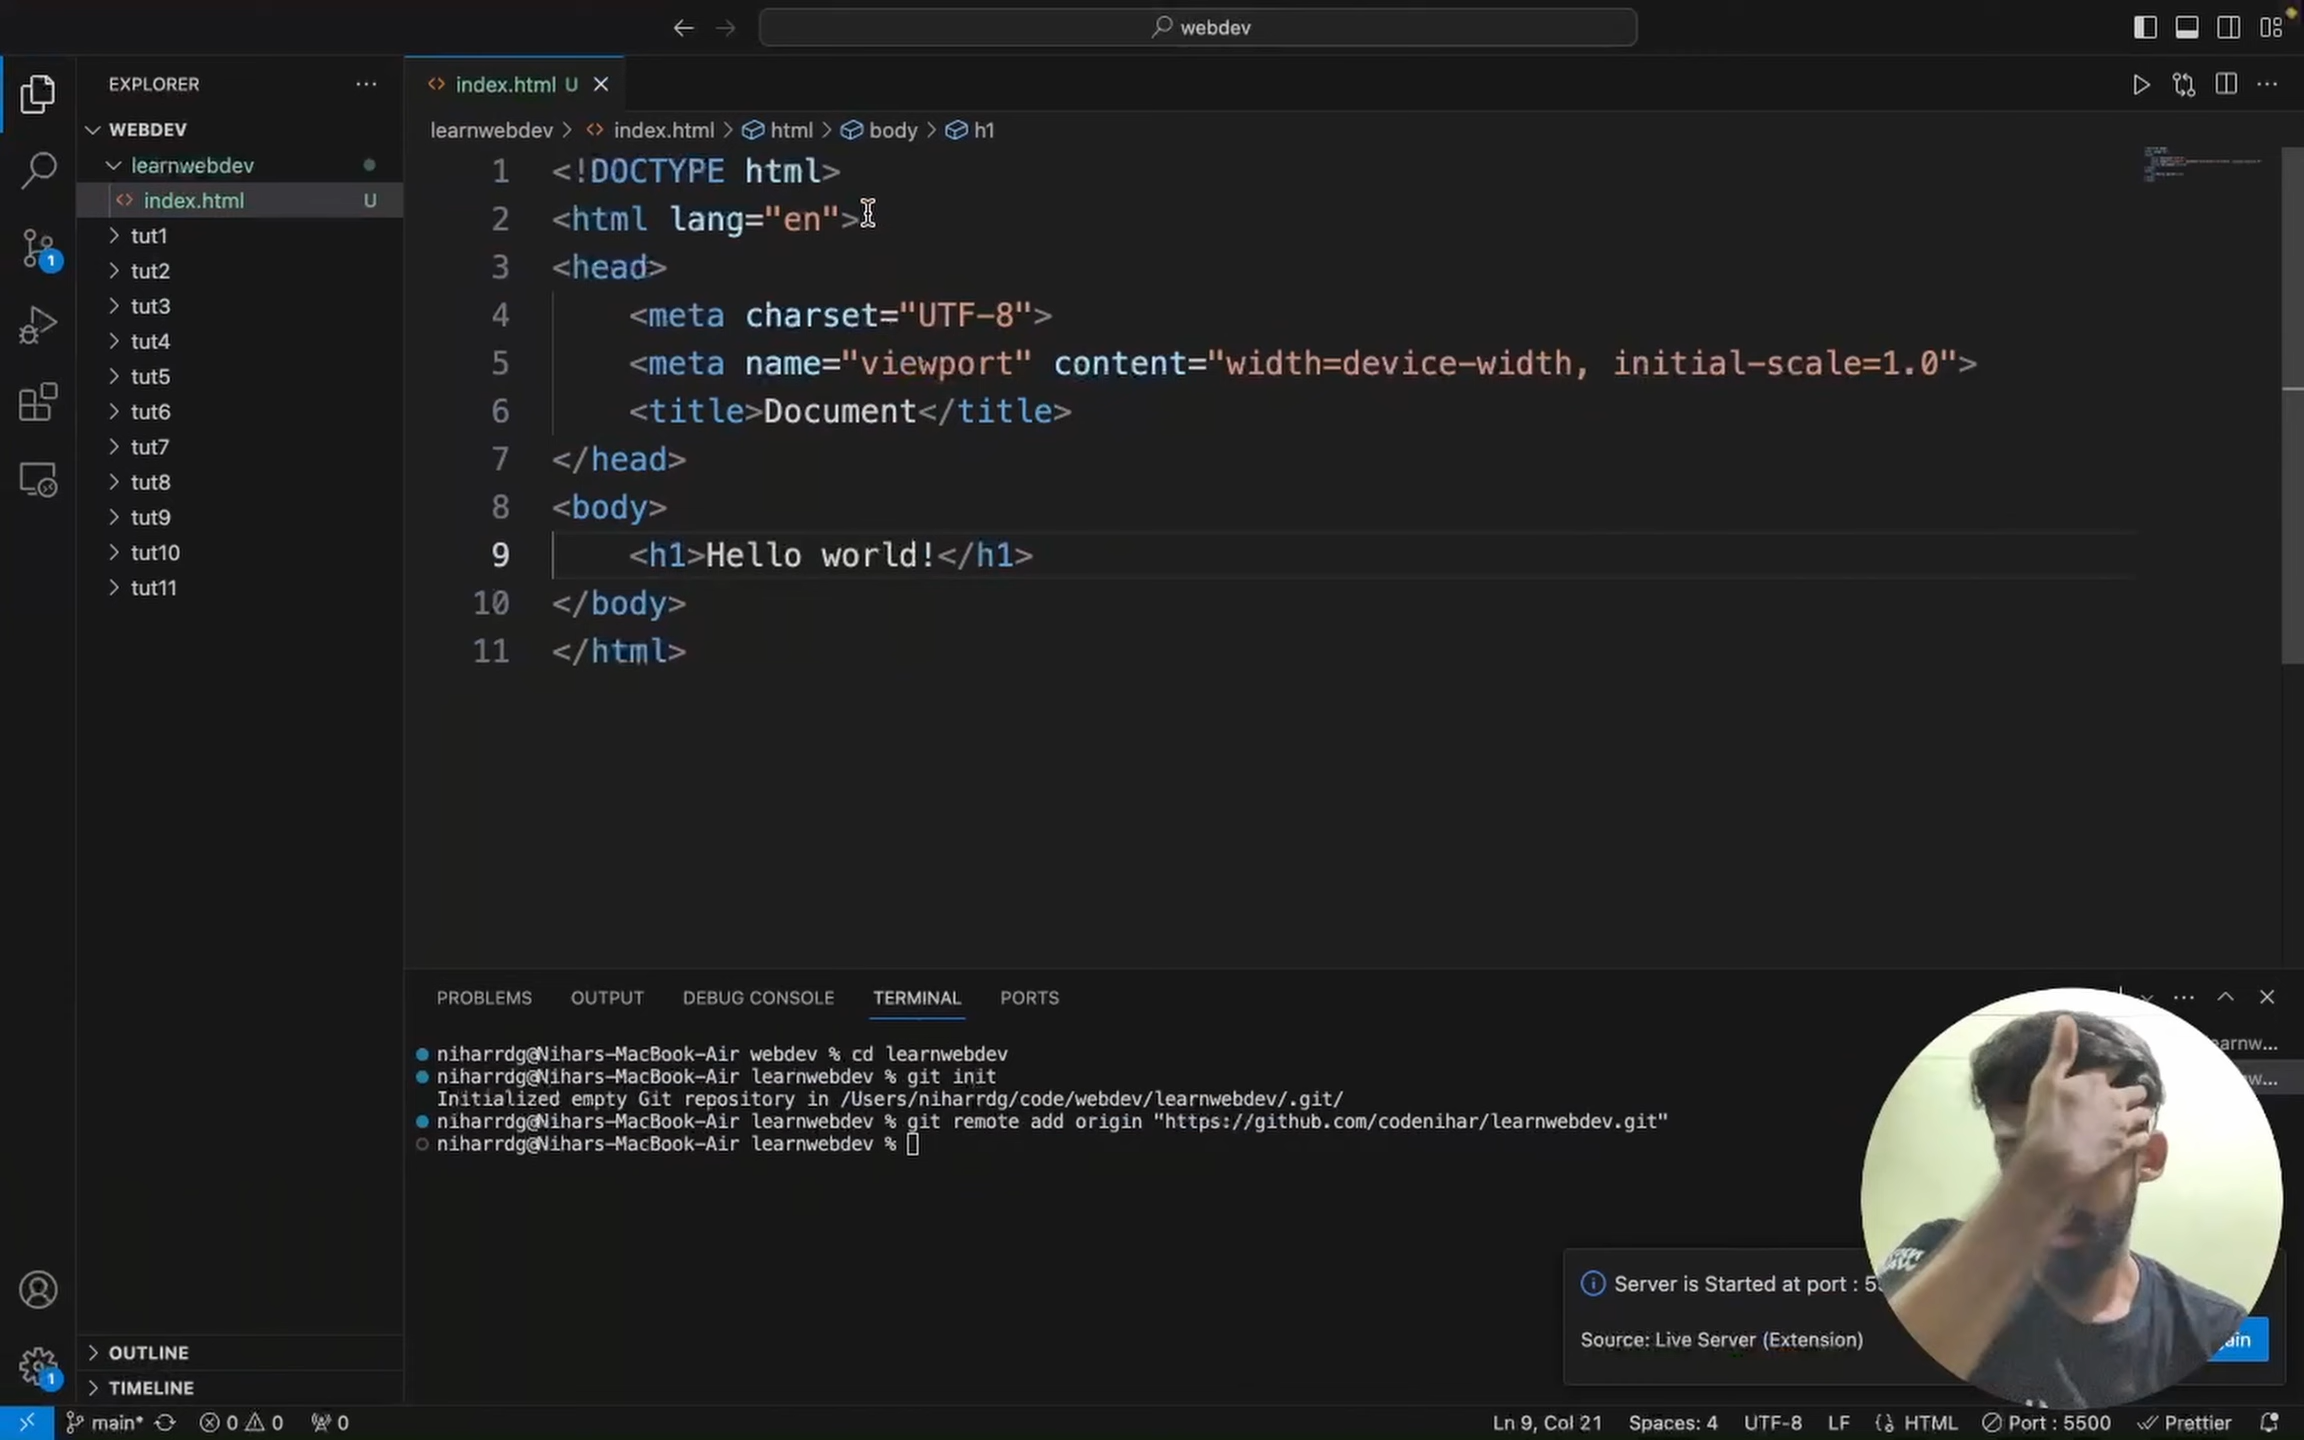 webdev
EXPLORER
WEBDEV
learnwebdev
index.html U
tut1
tut2
tut3
tut4
tut5
tut6
tut7
tut8
tut9
tut10
tut11
OUTLINE
TIMELINE
index.html U
learnwebdev > index.html > html > body > h1
1 <!DOCTYPE html>
2 <html lang="en">
3 <head>
4 <meta charset="UTF-8">
5 <meta name="viewport" content="width=device-width, initial-scale=1.0">
6 <title>Document</title>
7 </head>
8 <body>
9 <h1>Hello world!</h1>
10 </body>
11 </html>
PROBLEMS OUTPUT DEBUG CONSOLE TERMINAL PORTS
niharrdg@Nihars-MacBook-Air webdev % cd learnwebdev
niharrdg@Nihars-MacBook-Air learnwebdev % git init
Initialized empty Git repository in /Users/niharrdg/code/webdev/learnwebdev/.git/
niharrdg@Nihars-MacBook-Air learnwebdev % git remote add origin "https://github.com/codenihar/learnwebdev.git"
niharrdg@Nihars-MacBook-Air learnwebdev %
Server is Started at port :
Source: Live Server (Extension)
1
1
main* 0 0 0
Ln 9, Col 21 Spaces: 4 UTF-8 LF HTML Port : 5500 Prettier